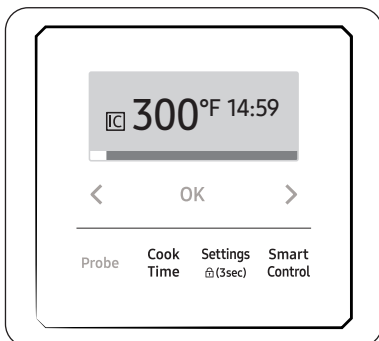 IC 300°F 14:59
< OK >
Probe Cook Time Settings (3sec) Smart Control